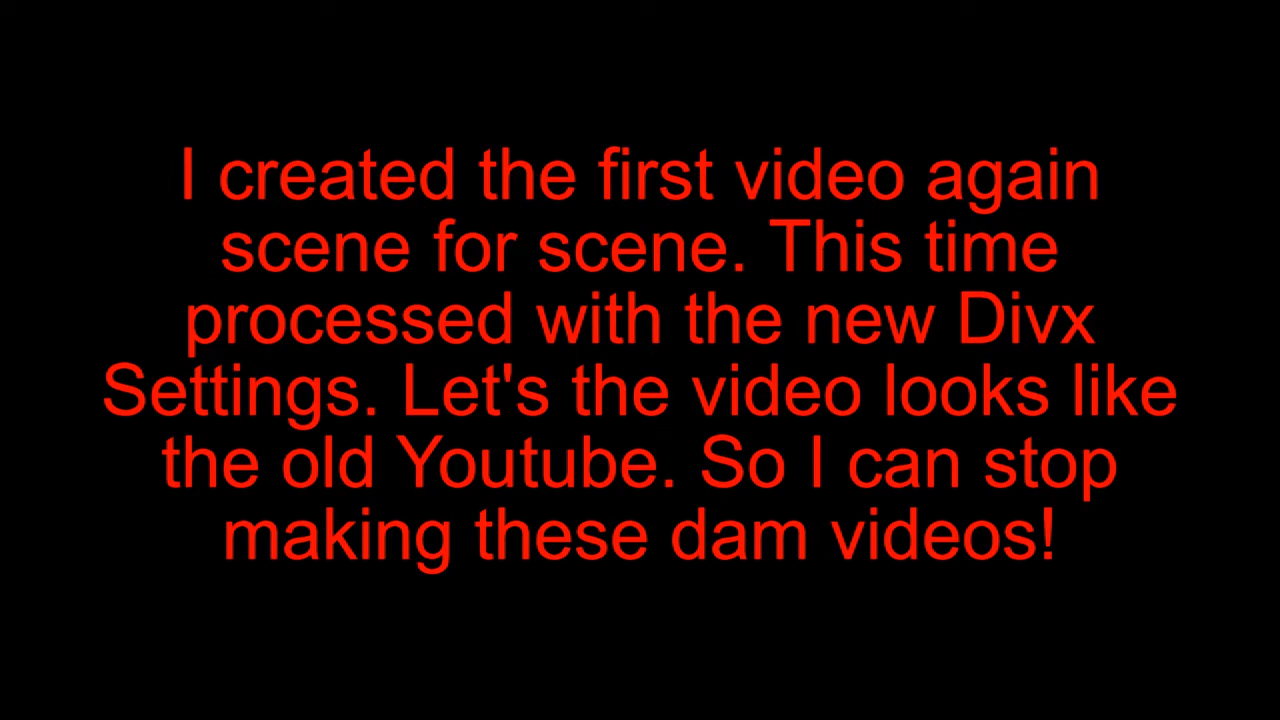 I created the first video again
scene for scene. This time
processed with the new Divx
Settings. Let's the video looks like
the old Youtube. So I can stop
making these dam videos!